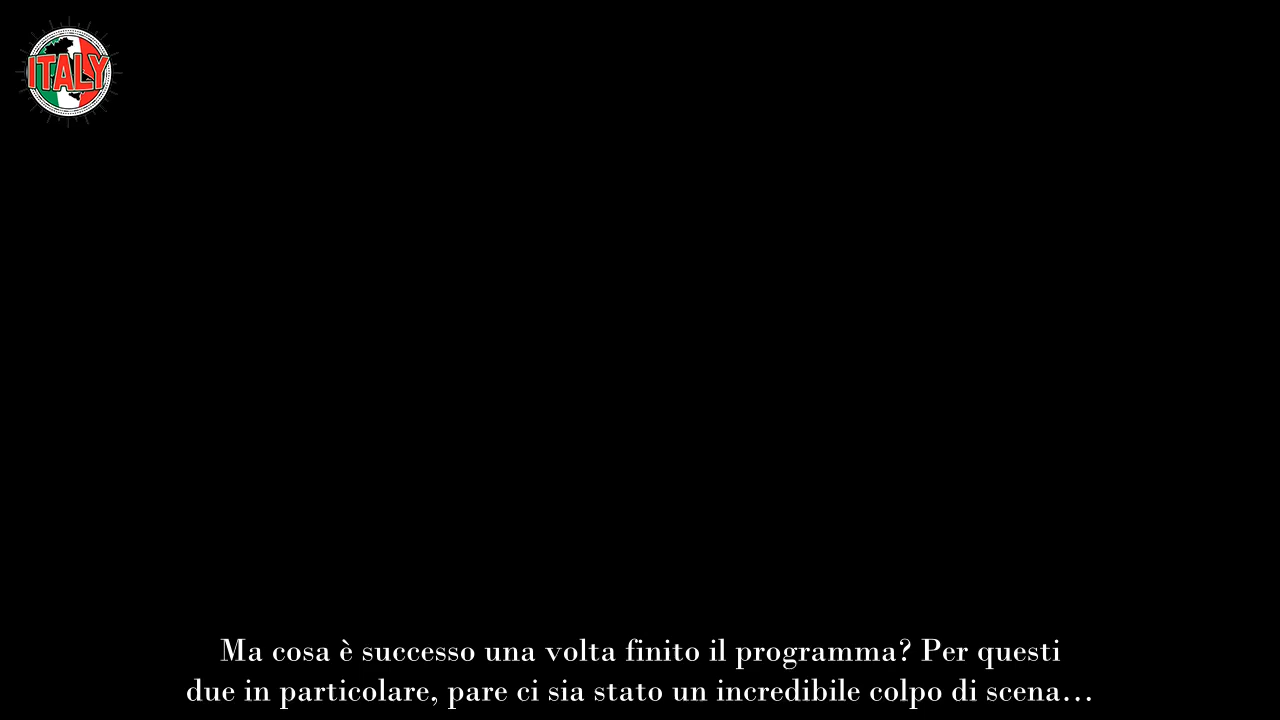 ITALY
Ma cosa è successo una volta finito il programma? Per questi
due in particolare, pare ci sia stato un incredibile colpo di scena...